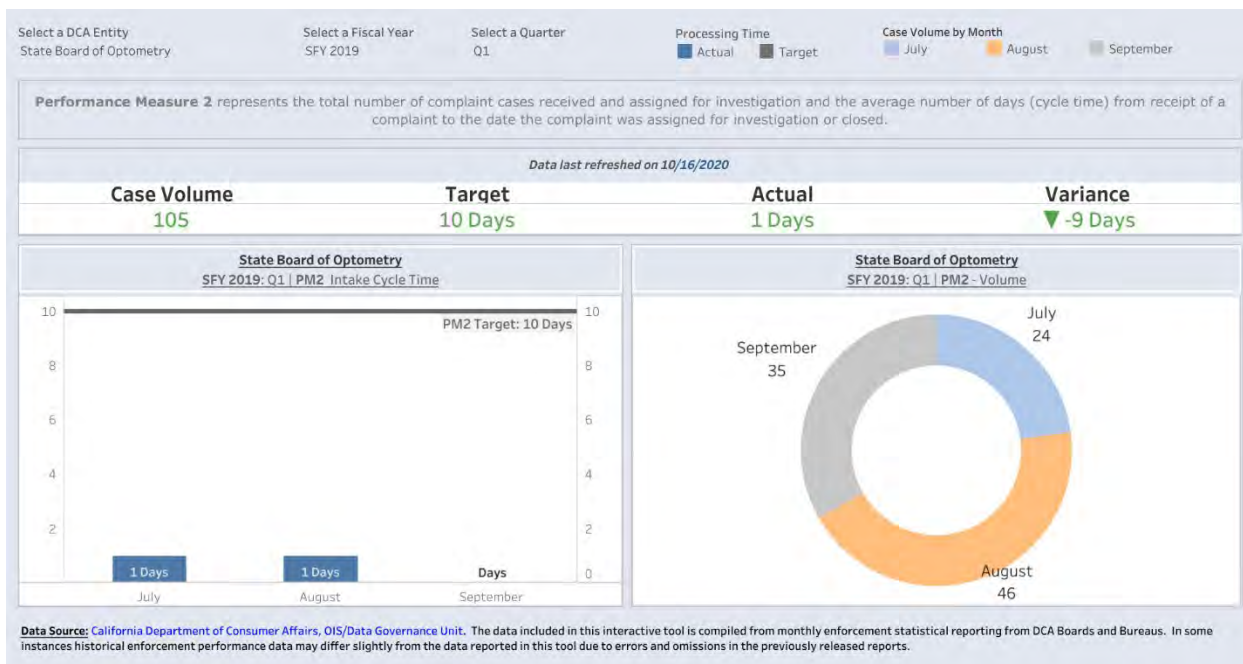 Select a DCA Entity
State Board of Optometry
Select a Fiscal Year
SFY 2019
Select a Quarter
Q1
Processing Time
Actual Target
Case Volume by Month
July August September
Performance Measure 2 represents the total number of complaint cases received and assigned for investigation and the average number of days (cycle time) from receipt of a
complaint to the date the complaint was assigned for investigation or closed.
Data last refreshed on 10/16/2020
Case Volume Target Actual Variance
105 10 Days 1 Days ▼ -9 Days
State Board of Optometry
SFY 2019: Q1 | PM2 Intake Cycle Time
10 10
PM2 Target: 10 Days
8 8
6 6
4 4
2 2
1 Days 1 Days Days 0
July August September
State Board of Optometry
SFY 2019: Q1 | PM2 - Volume
July
24
September
35
August
46
Data Source: California Department of Consumer Affairs, OIS/Data Governance Unit. The data included in this interactive tool is compiled from monthly enforcement statistical reporting from DCA Boards and Bureaus. In some
instances historical enforcement performance data may differ slightly from the data reported in this tool due to errors and omissions in the previously released reports.